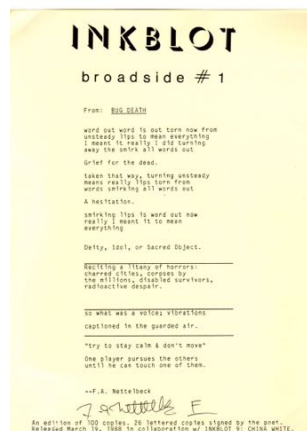 INKBLOT
broadside # 1
From: BUG DEATH
word out word is out torn now from
unsteady lips to mean everything
I meant it really I did turning
away the smirk all words out
Grief for the dead.
taken that way, turning unsteady
means really lips torn from
words smirking all words out
A hesitation.
smirking lips is word out now
really I meant it to mean
everything
Deity, Idol, or Sacred Object.
Reciting a litany of horrors:
charred cities, corpses by
the millions, disabled survivors,
radioactive despair.
so what was a voice; vibrations
captioned in the guarded air.
"try to stay calm & don't move"
One player pursues the others
until he can touch one of them.
--F.A. Nettelbeck
F A Nettelbeck E
An edition of 100 copies. 26 lettered copies signed by the poet.
Released March 19, 1988 in collaboration w/ INKBLOT 9: CHINA WHITE.